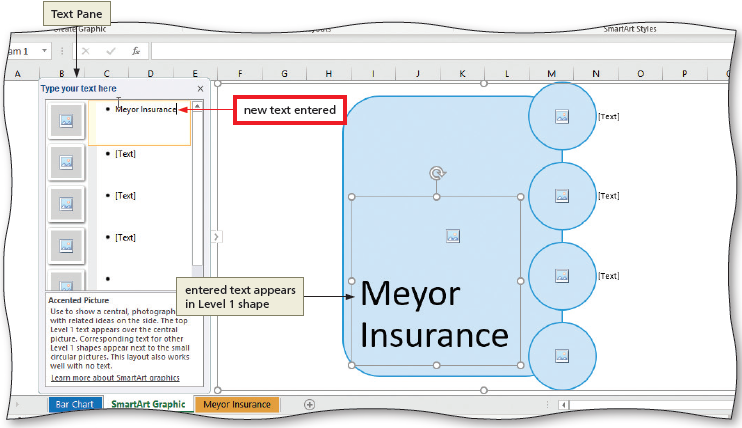 Text Pane
Create Graphic
SmartArt Styles
am 1
fx
A B C D E F G H I J K L M N O P
Type your text here
• Meyor Insurance
• [Text]
• [Text]
• [Text]
•
new text entered
[Text]
[Text]
[Text]
entered text appears
in Level 1 shape
Meyor
Insurance
Accented Picture
Use to show a central, photograph
with related ideas on the side. The top
Level 1 text appears over the central
picture. Corresponding text for other
Level 1 shapes appear next to the small
circular pictures. This layout also works
well with no text.
Learn more about SmartArt graphics
Bar Chart SmartArt Graphic Meyor Insurance